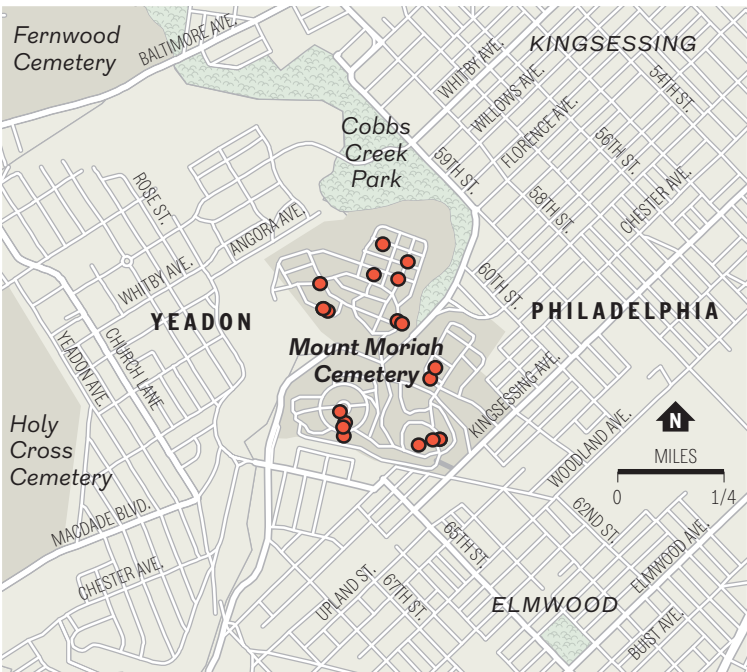 Fernwood
Cemetery
BALTIMORE AVE.
KINGSESSING
WHITBY AVE.
54TH ST.
WILLOWS AVE.
FLORENCE AVE.
56TH ST.
Cobbs
Creek
Park
59TH ST.
58TH ST.
CHESTER AVE.
ROSE ST.
ANGORA AVE.
WHITBY AVE.
60TH ST.
YEADON
PHILADELPHIA
Mount Moriah
Cemetery
YEADON AVE.
CHURCH LANE
KINGSESSING AVE.
Holy
Cross
Cemetery
WOODLAND AVE.
N
MILES
0
1/4
MACDADE BLVD.
62ND ST.
65TH ST.
ELMWOOD AVE.
CHESTER AVE.
UPLAND ST.
67TH ST.
ELMWOOD
BUIST AVE.